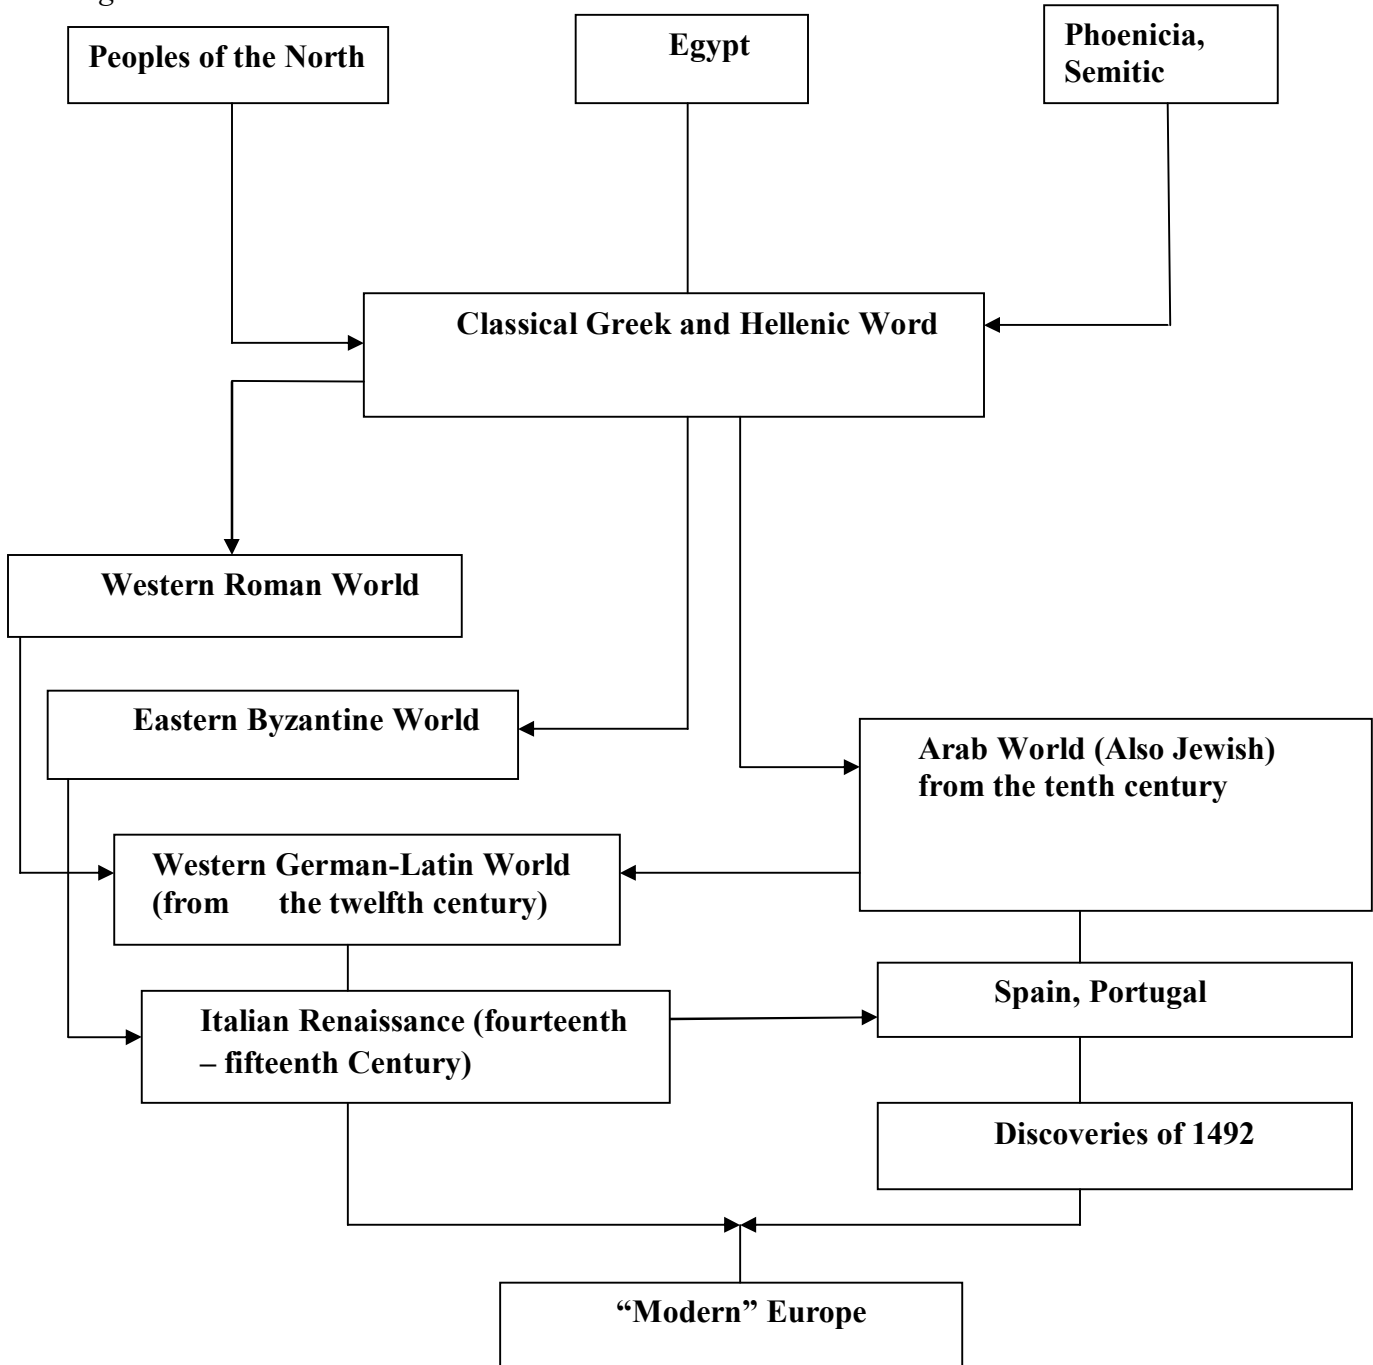 Peoples of the North
Egypt
Phoenicia,
Semitic
Classical Greek and Hellenic Word
Western Roman World
Eastern Byzantine World
Arab World (Also Jewish)
from the tenth century
Western German-Latin World
(from the twelfth century)
Spain, Portugal
Italian Renaissance (fourteenth
– fifteenth Century)
Discoveries of 1492
“Modern” Europe